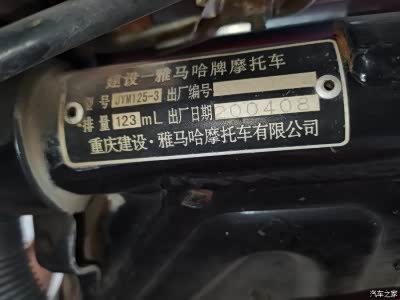 建设-雅马哈牌摩托车
型号 JYM125-3 出厂编号
排量 123 mL 出厂日期 200408
重庆建设·雅马哈摩托车有限公司
汽车之家